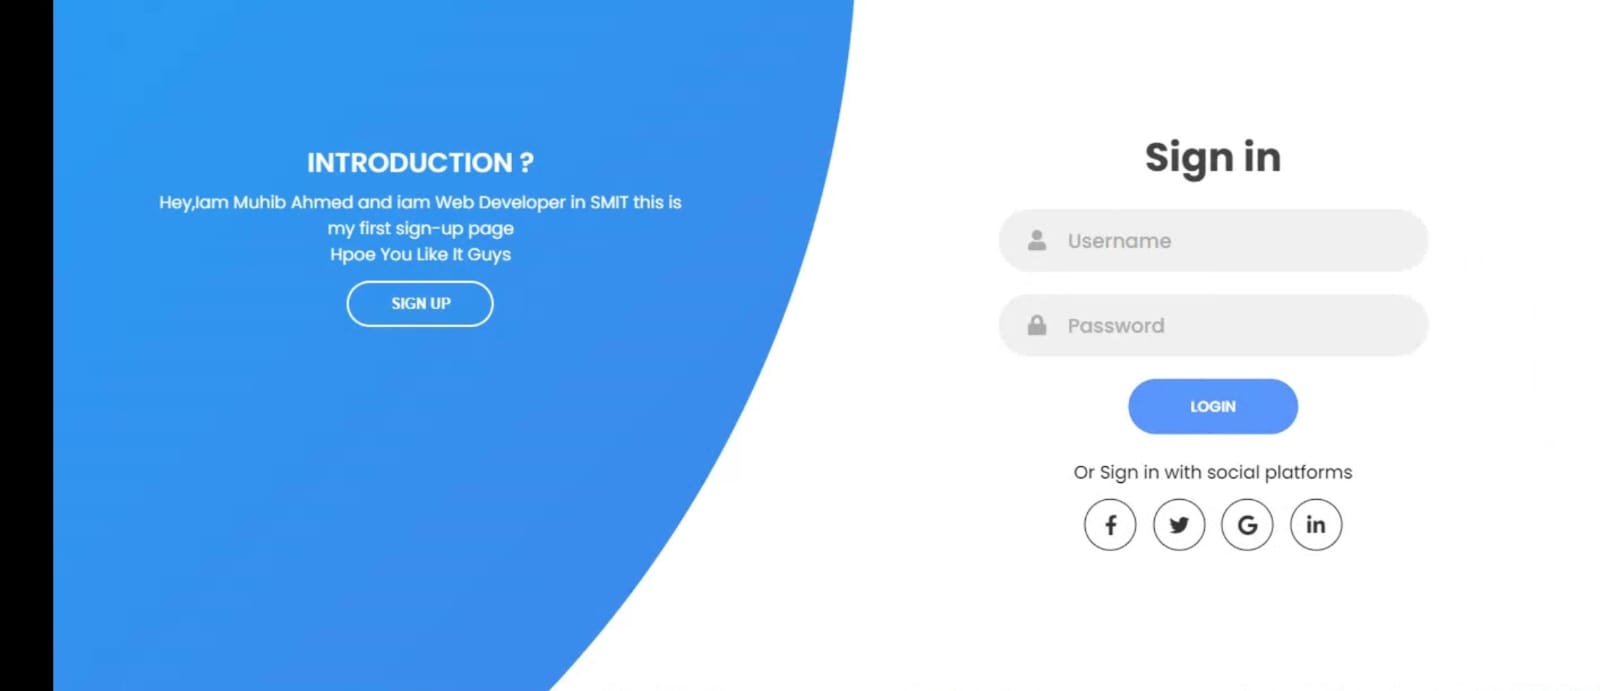 INTRODUCTION ?
Hey,Iam Muhib Ahmed and iam Web Developer in SMIT this is
my first sign-up page
Hpoe You Like It Guys
SIGN UP
Sign in
Username
Password
LOGIN
Or Sign in with social platforms